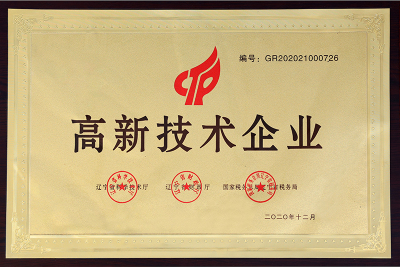 编号：GR202021000726
高新技术企业
辽宁省科学技术厅 辽宁省财政厅 国家税务总局辽宁省税务局
二〇二〇年十二月